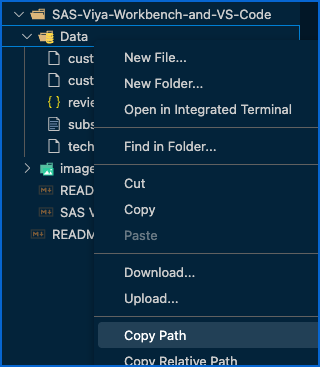 SAS-Viya-Workbench-and-VS-Code
Data
cust
cust
{} revie
subs
tech
image
READ
SAS V
READM
New File...
New Folder...
Open in Integrated Terminal
Find in Folder...
Cut
Copy
Paste
Download...
Upload...
Copy Path
Copy Relative Path